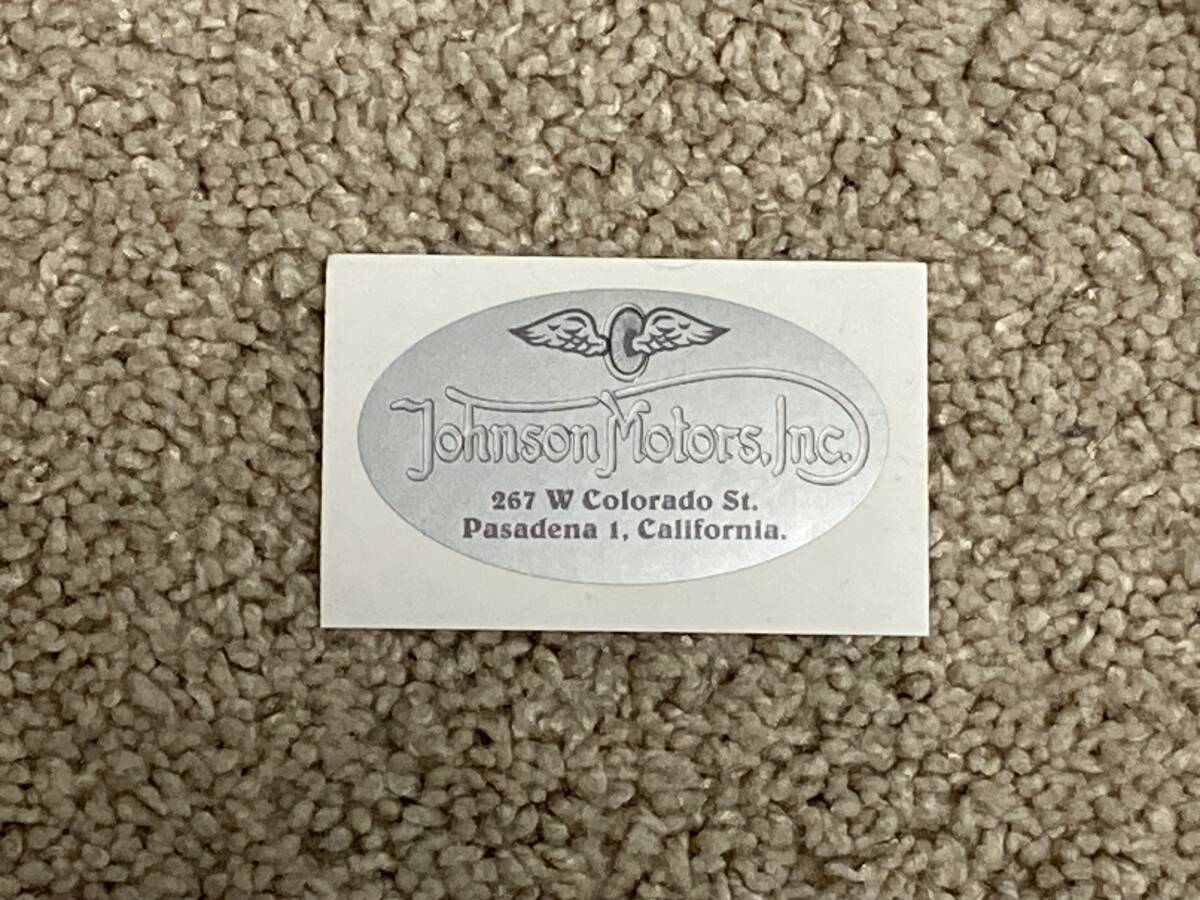 Johnson Motors, Inc.
267 W Colorado St.
Pasadena 1, California.